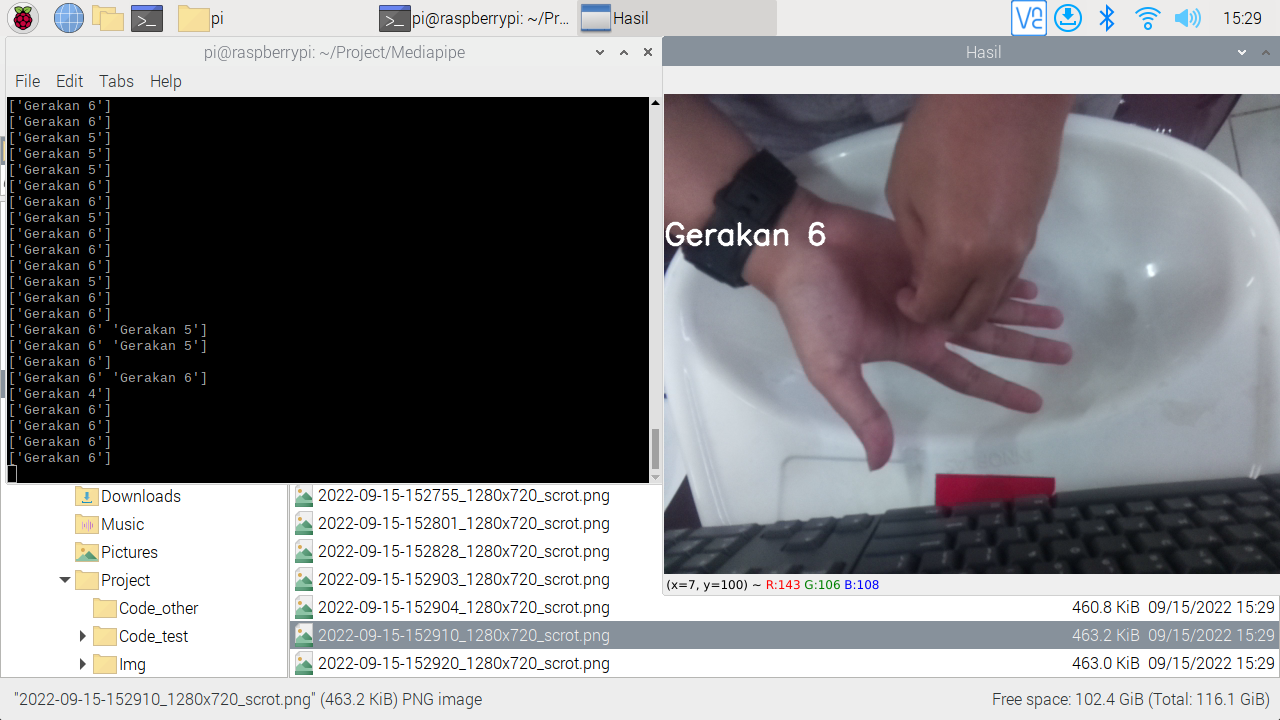 pi
pi@raspberrypi: ~/Pr...
Hasil
15:29
pi@raspberrypi: ~/Project/Mediapipe
File Edit Tabs Help
['Gerakan 6']
['Gerakan 6']
['Gerakan 5']
['Gerakan 5']
['Gerakan 5']
['Gerakan 6']
['Gerakan 6']
['Gerakan 5']
['Gerakan 6']
['Gerakan 6']
['Gerakan 6']
['Gerakan 5']
['Gerakan 6']
['Gerakan 6']
['Gerakan 6' 'Gerakan 5']
['Gerakan 6' 'Gerakan 5']
['Gerakan 6']
['Gerakan 6' 'Gerakan 6']
['Gerakan 4']
['Gerakan 6']
['Gerakan 6']
['Gerakan 6']
['Gerakan 6']
Hasil
Gerakan 6
(x=7, y=100) ~ R:143 G:106 B:108
Downloads
Music
Pictures
Project
Code_other
Code_test
Img
2022-09-15-152755_1280x720_scrot.png
2022-09-15-152801_1280x720_scrot.png
2022-09-15-152828_1280x720_scrot.png
2022-09-15-152903_1280x720_scrot.png
2022-09-15-152904_1280x720_scrot.png 460.8 KiB 09/15/2022 15:29
2022-09-15-152910_1280x720_scrot.png 463.2 KiB 09/15/2022 15:29
2022-09-15-152920_1280x720_scrot.png 463.0 KiB 09/15/2022 15:29
"2022-09-15-152910_1280x720_scrot.png" (463.2 KiB) PNG image
Free space: 102.4 GiB (Total: 116.1 GiB)